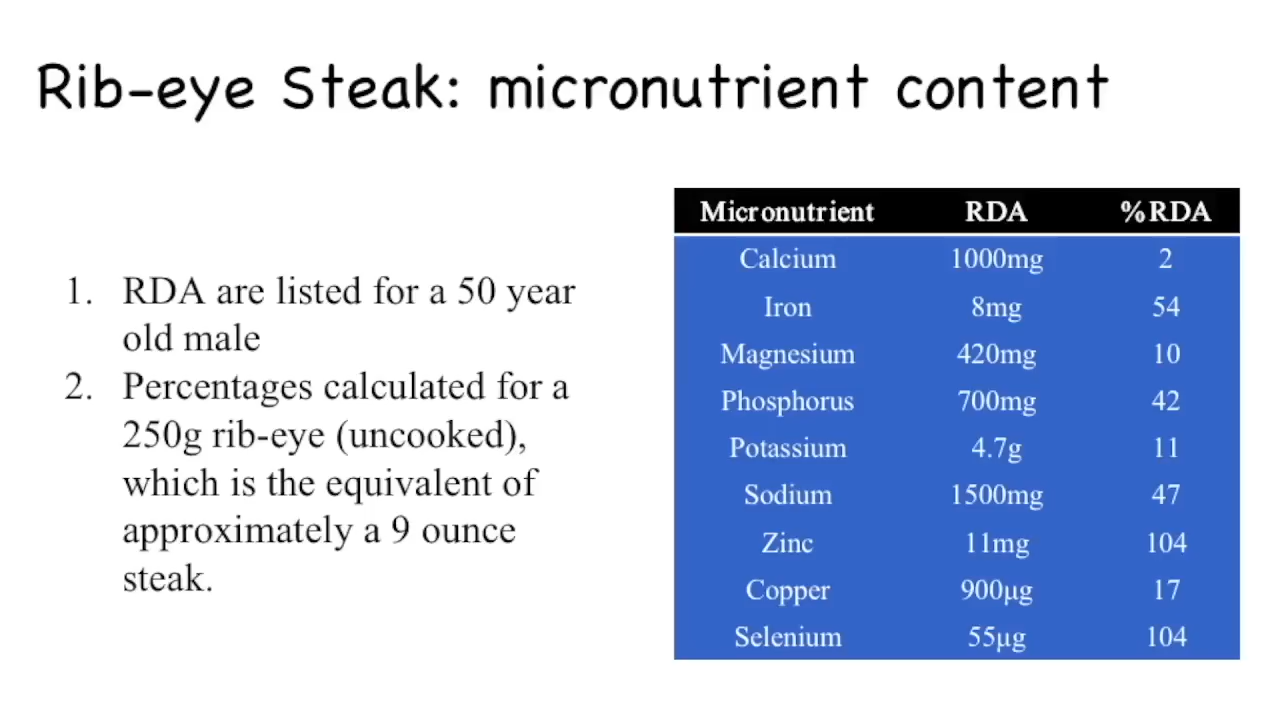 Rib-eye Steak: micronutrient content
1. RDA are listed for a 50 year
old male
2. Percentages calculated for a
250g rib-eye (uncooked),
which is the equivalent of
approximately a 9 ounce
steak.
Micronutrient RDA %RDA
Calcium 1000mg 2
Iron 8mg 54
Magnesium 420mg 10
Phosphorus 700mg 42
Potassium 4.7g 11
Sodium 1500mg 47
Zinc 11mg 104
Copper 900µg 17
Selenium 55µg 104